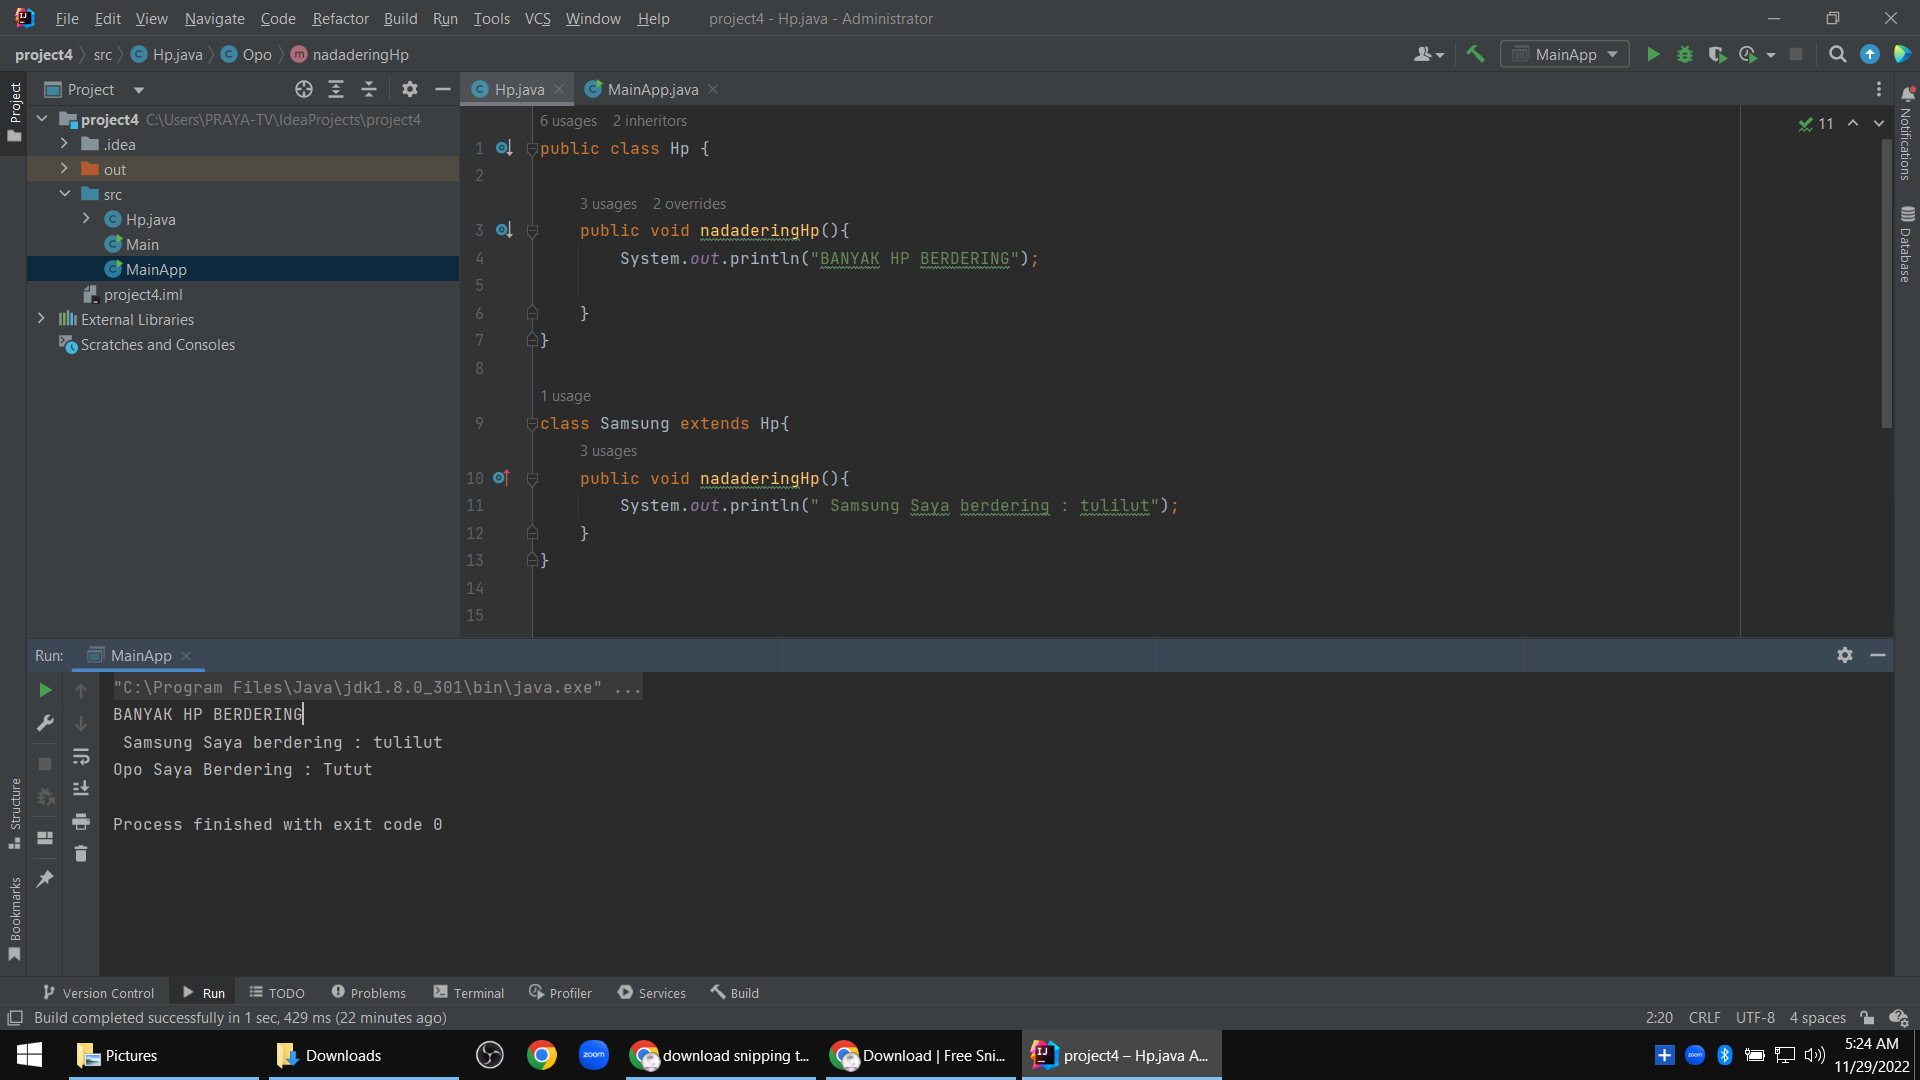 File Edit View Navigate Code Refactor Build Run Tools VCS Window Help project4 - Hp.java - Administrator
project4 src Hp.java Opo nadaderingHp MainApp
Project Hp.java MainApp.java
project4 C:\Users\PRAYA-TV\IdeaProjects\project4
.idea
out
src
Hp.java
Main
MainApp
project4.iml
External Libraries
Scratches and Consoles
Project
Structure
Bookmarks
6 usages 2 inheritors
11
1 public class Hp {
2
3 usages 2 overrides
3 public void nadaderingHp(){
4 System.out.println("BANYAK HP BERDERING");
5
6 }
7 }
8
1 usage
9 class Samsung extends Hp{
3 usages
10 public void nadaderingHp(){
11 System.out.println(" Samsung Saya berdering : tulilut");
12 }
13 }
14
15
Notifications
Database
Run: MainApp
"C:\Program Files\Java\jdk1.8.0_301\bin\java.exe" ...
BANYAK HP BERDERING
Samsung Saya berdering : tulilut
Opo Saya Berdering : Tutut
Process finished with exit code 0
Version Control Run TODO Problems Terminal Profiler Services Build
Build completed successfully in 1 sec, 429 ms (22 minutes ago) 2:20 CRLF UTF-8 4 spaces
Pictures Downloads zoom download snipping t... Download | Free Sni... project4 – Hp.java A... zoom
5:24 AM
11/29/2022